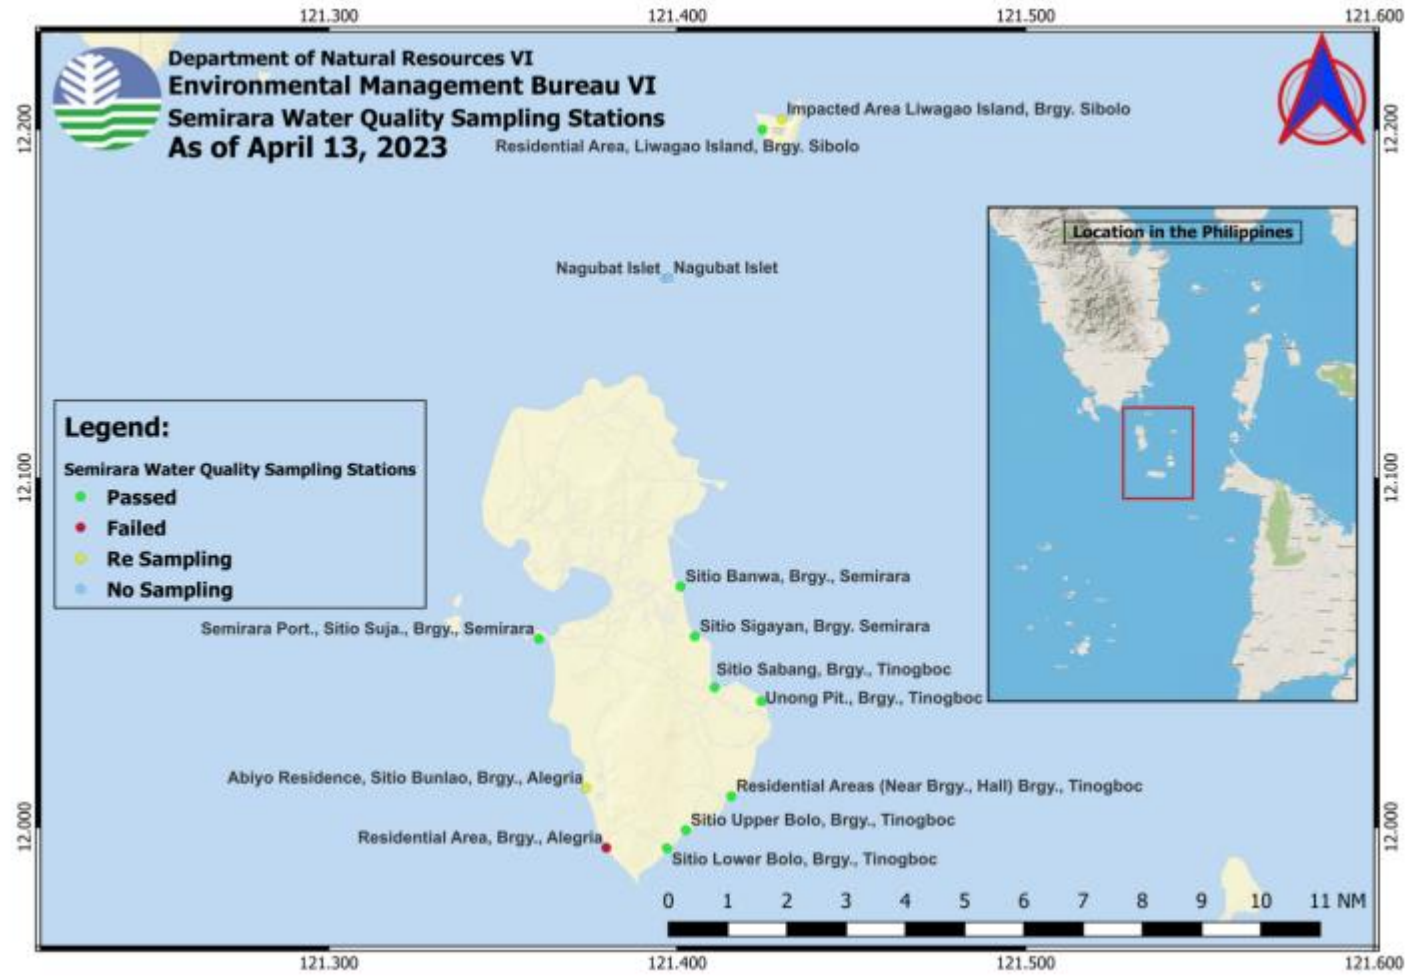 121.300
121.400
121.500
121.600
Department of Natural Resources VI
Environmental Management Bureau VI
Semirara Water Quality Sampling Stations
As of April 13, 2023
12.200
12.200
Impacted Area Liwagao Island, Brgy. Sibolo
Residential Area, Liwagao Island, Brgy. Sibolo
Location in the Philippines
Nagubat Islet
Nagubat Islet
Legend:
Semirara Water Quality Sampling Stations
Passed
Failed
Re Sampling
No Sampling
12.100
12.100
Sitio Banwa, Brgy., Semirara
Semirara Port., Sitio Suja., Brgy., Semirara
Sitio Sigayan, Brgy. Semirara
Sitio Sabang, Brgy., Tinogboc
Unong Pit., Brgy., Tinogboc
Abiyo Residence, Sitio Bunlao, Brgy., Alegria
Residential Areas (Near Brgy., Hall) Brgy., Tinogboc
Sitio Upper Bolo, Brgy., Tinogboc
12.000
12.000
Residential Area, Brgy., Alegria
Sitio Lower Bolo, Brgy., Tinogboc
0 1 2 3 4 5 6 7 8 9 10 11 NM
121.300
121.400
121.500
121.600